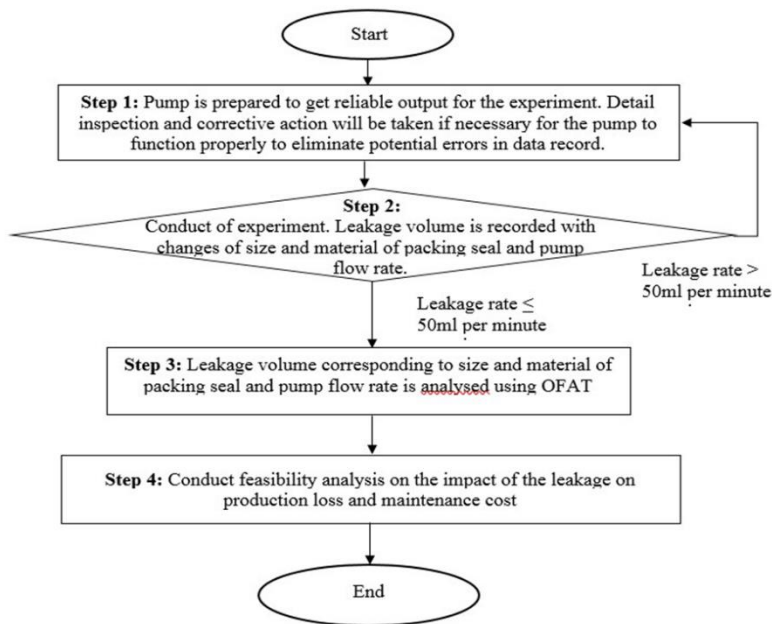 Start
Step 1: Pump is prepared to get reliable output for the experiment. Detail
inspection and corrective action will be taken if necessary for the pump to
function properly to eliminate potential errors in data record.
Step 2:
Conduct of experiment. Leakage volume is recorded with
changes of size and material of packing seal and pump
flow rate.
Leakage rate >
50ml per minute
Leakage rate ≤
50ml per minute
Step 3: Leakage volume corresponding to size and material of
packing seal and pump flow rate is analysed using OFAT
Step 4: Conduct feasibility analysis on the impact of the leakage on
production loss and maintenance cost
End